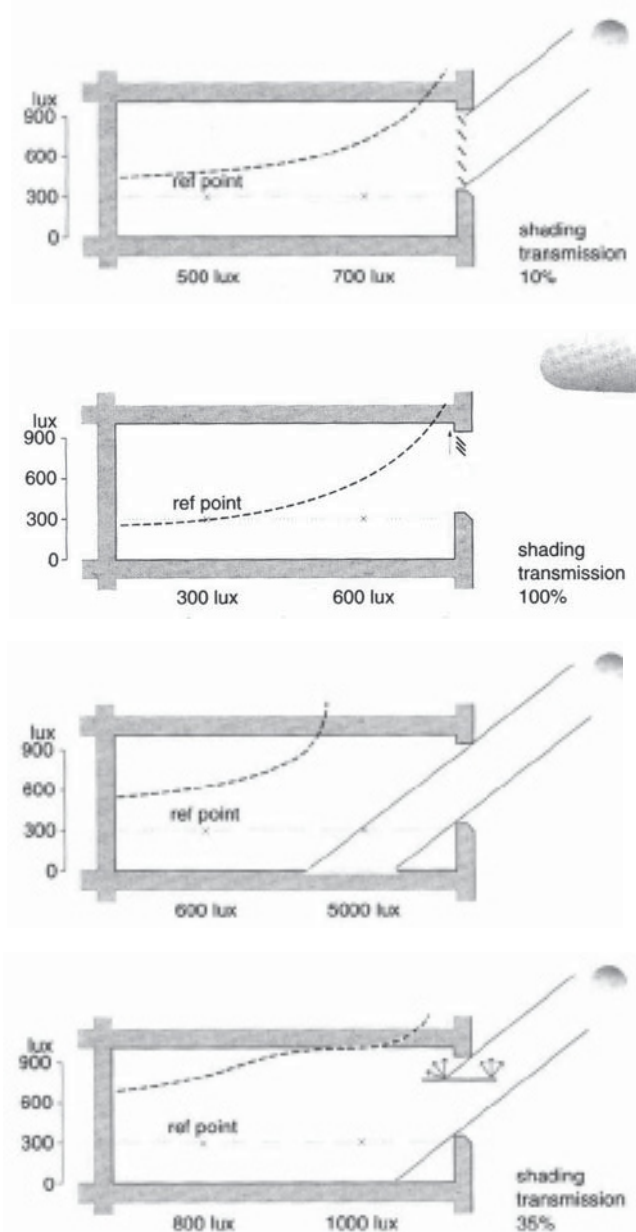 lux
900
600
300
0
ref point
500 lux 700 lux
shading
transmission
10%
lux
900
600
300
0
ref point
300 lux 600 lux
shading
transmission
100%
lux
900
600
300
0
ref point
600 lux 5000 lux
lux
900
600
300
0
ref point
800 lux 1000 lux
shading
transmission
35%